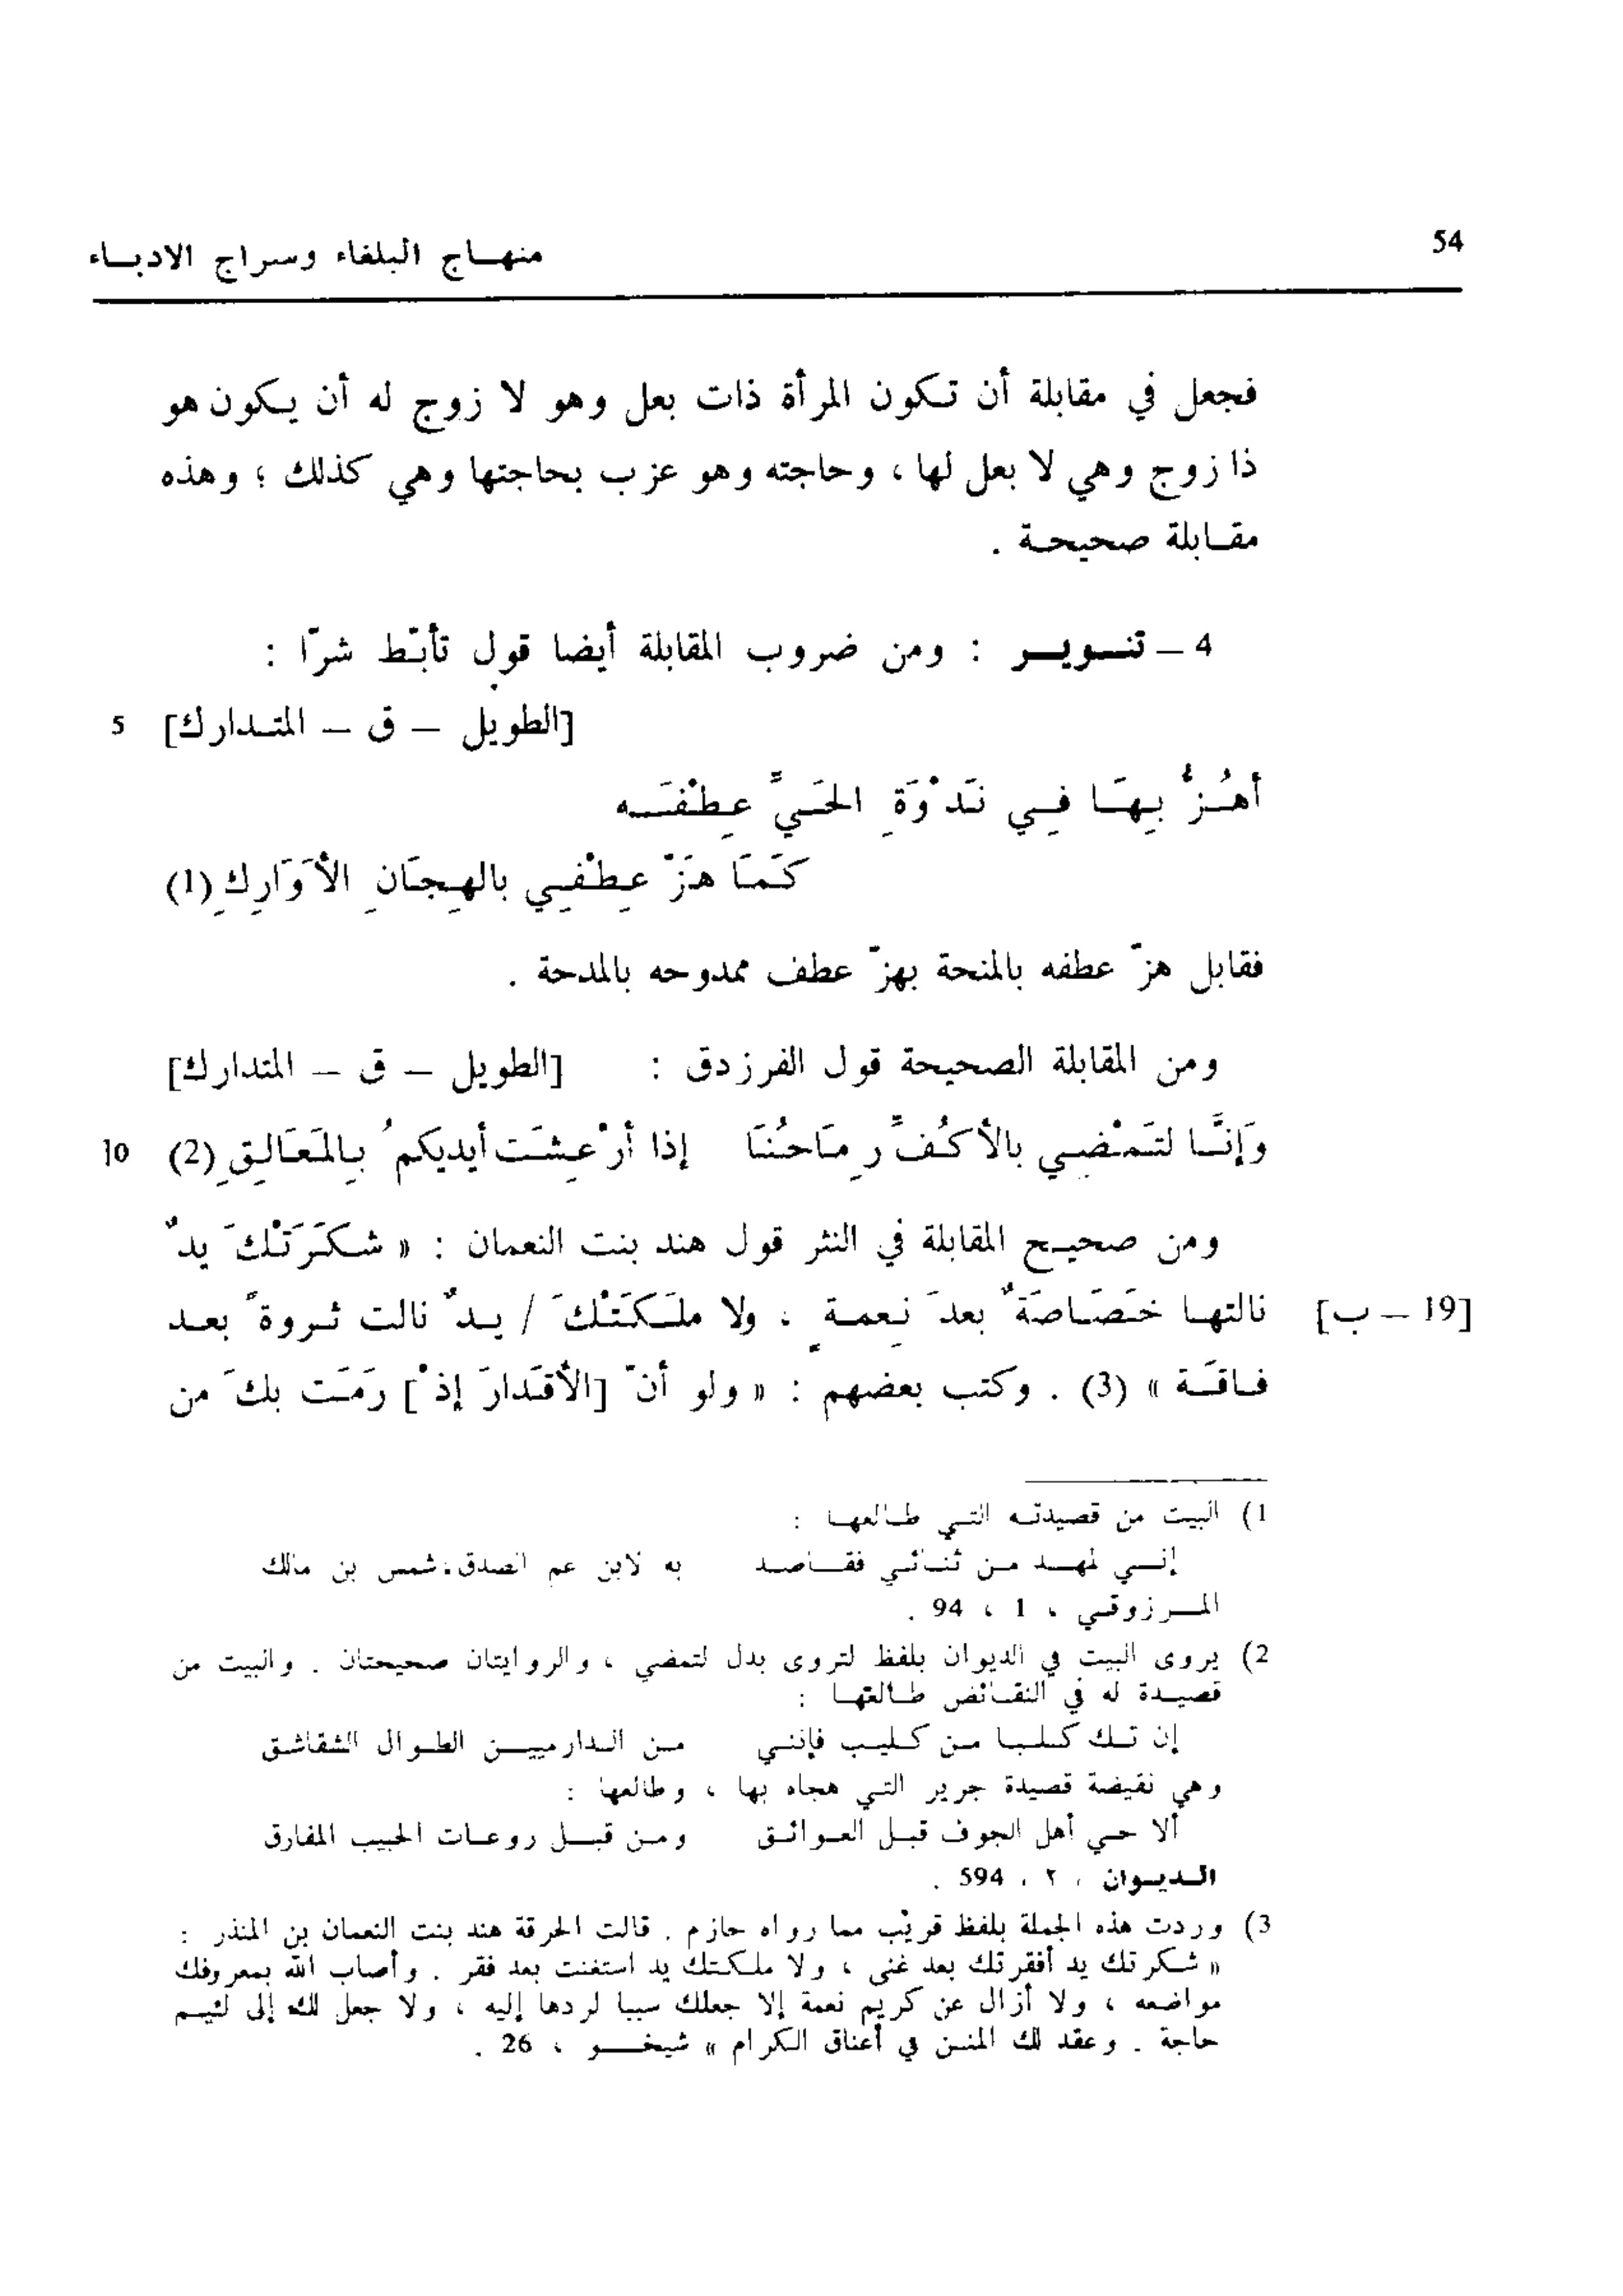 54
منهاج البلغاء وسراج الادباء
فجعل في مقابلة أن تكون المرأة ذات بعل وهو لا زوج له أن يكون هو
ذا زوج وهي لا بعل لها ، وحاجته وهو عزب بحاجتها وهي كذلك ؛ وهذه
مقابلة صحيحة .
4 – تنوير : ومن ضروب المقابلة أيضا قول تأبّط شرّا :
[الطويل – ق – المتدارك] 5
أهُزُّ بِهَا فِي نَدْوَةِ الحَيِّ عِطْفَه
كَمَا هَزّ عِطْفِي بالهِجَانِ الأوَارِكِ (1)
فقابل هزّ عطفه بالمنحة بهزّ عطف ممدوحه بالمدحة .
ومن المقابلة الصحيحة قول الفرزدق : [الطويل – ق – المتدارك]
وَإنَّا لتَمْضِي بالأكُفِّ رِمَاحُنَا إذا أرْعِشَت أيديكمُ بِالمَعَالِقِ (2) 10
ومن صحيح المقابلة في النثر قول هند بنت النعمان : « شكَرَتْكَ يدٌ
[19 – ب] نالتها خَصَاصَةٌ بعدَ نِعمةٍ ، ولا ملَكَتْكَ / يدٌ نالت ثروةً بعد
فاقَة » (3) . وكتب بعضهم : « ولو أنّ [الأقدَارَ إذْ] رَمَت بكَ من
1) البيت من قصيدته التي طالعها :
إني لمهد من ثنائي فقاصد به لابن عم الصدق شمس بن مالك
المرزوقي ، 1 ، 94 .
2) يروى البيت في الديوان بلفظ لتروى بدل لتمضي ، والروايتان صحيحتان . والبيت من
قصيدة له في النقائض طالعها :
إن تك كلبا من كليب فإنني من الدارميين الطوال الشقاشق
وهي نقيضة قصيدة جرير التي هجاه بها ، وطالعها :
ألا حي أهل الجوف قبل العوائق ومن قبل روعات الحبيب المفارق
الديوان ، ٢ ، 594 .
3) وردت هذه الجملة بلفظ قريب مما رواه حازم . قالت الحرقة هند بنت النعمان بن المنذر :
« شكرتك يد أفقرتك بعد غنى ، ولا ملكتك يد استغنت بعد فقر . وأصاب الله بمعروفك
مواضعه ، ولا أزال عن كريم نعمة إلا جعلك سببا لردها إليه ، ولا جعل لك إلى لئيم
حاجة . وعقد لك المنن في أعناق الكرام » شيخو ، 26 .